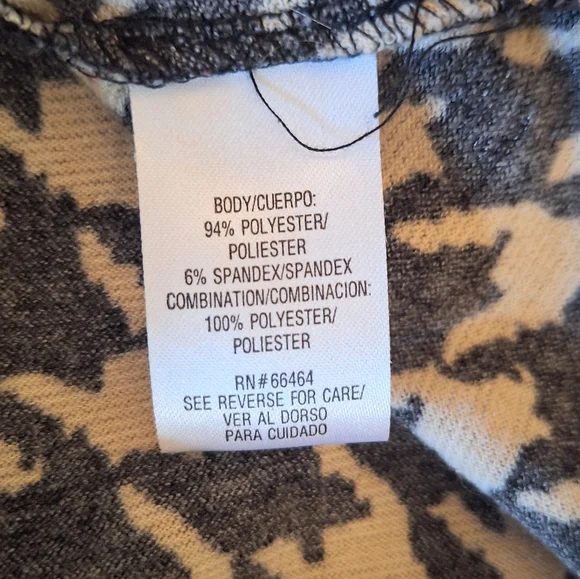 BODY/CUERPO:
94% POLYESTER/
POLIESTER
6% SPANDEX/SPANDEX
COMBINATION/COMBINACION:
100% POLYESTER/
POLIESTER
RN#66464
SEE REVERSE FOR CARE/
VER AL DORSO
PARA CUIDADO